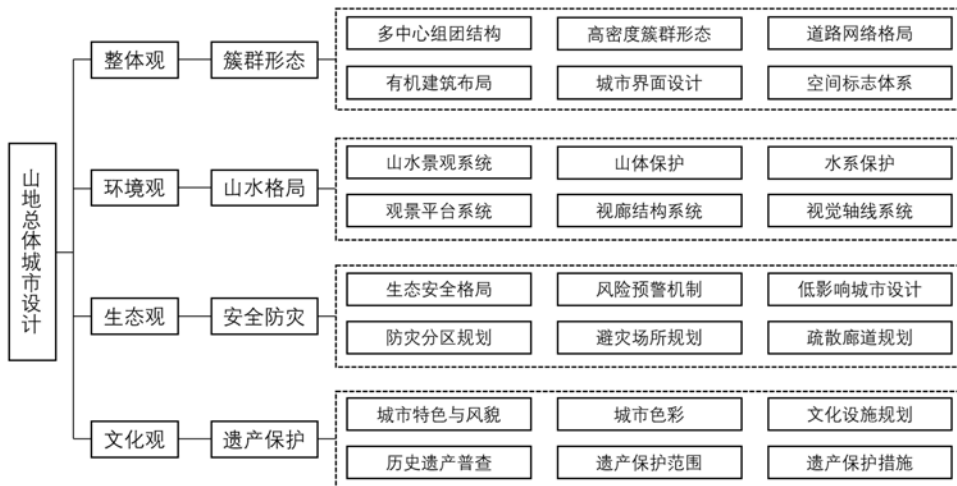 山地总体城市设计
整体观
簇群形态
多中心组团结构
高密度簇群形态
道路网络格局
有机建筑布局
城市界面设计
空间标志体系
环境观
山水格局
山水景观系统
山体保护
水系保护
观景平台系统
视廊结构系统
视觉轴线系统
生态观
安全防灾
生态安全格局
风险预警机制
低影响城市设计
防灾分区规划
避灾场所规划
疏散廊道规划
文化观
遗产保护
城市特色与风貌
城市色彩
文化设施规划
历史遗产普查
遗产保护范围
遗产保护措施